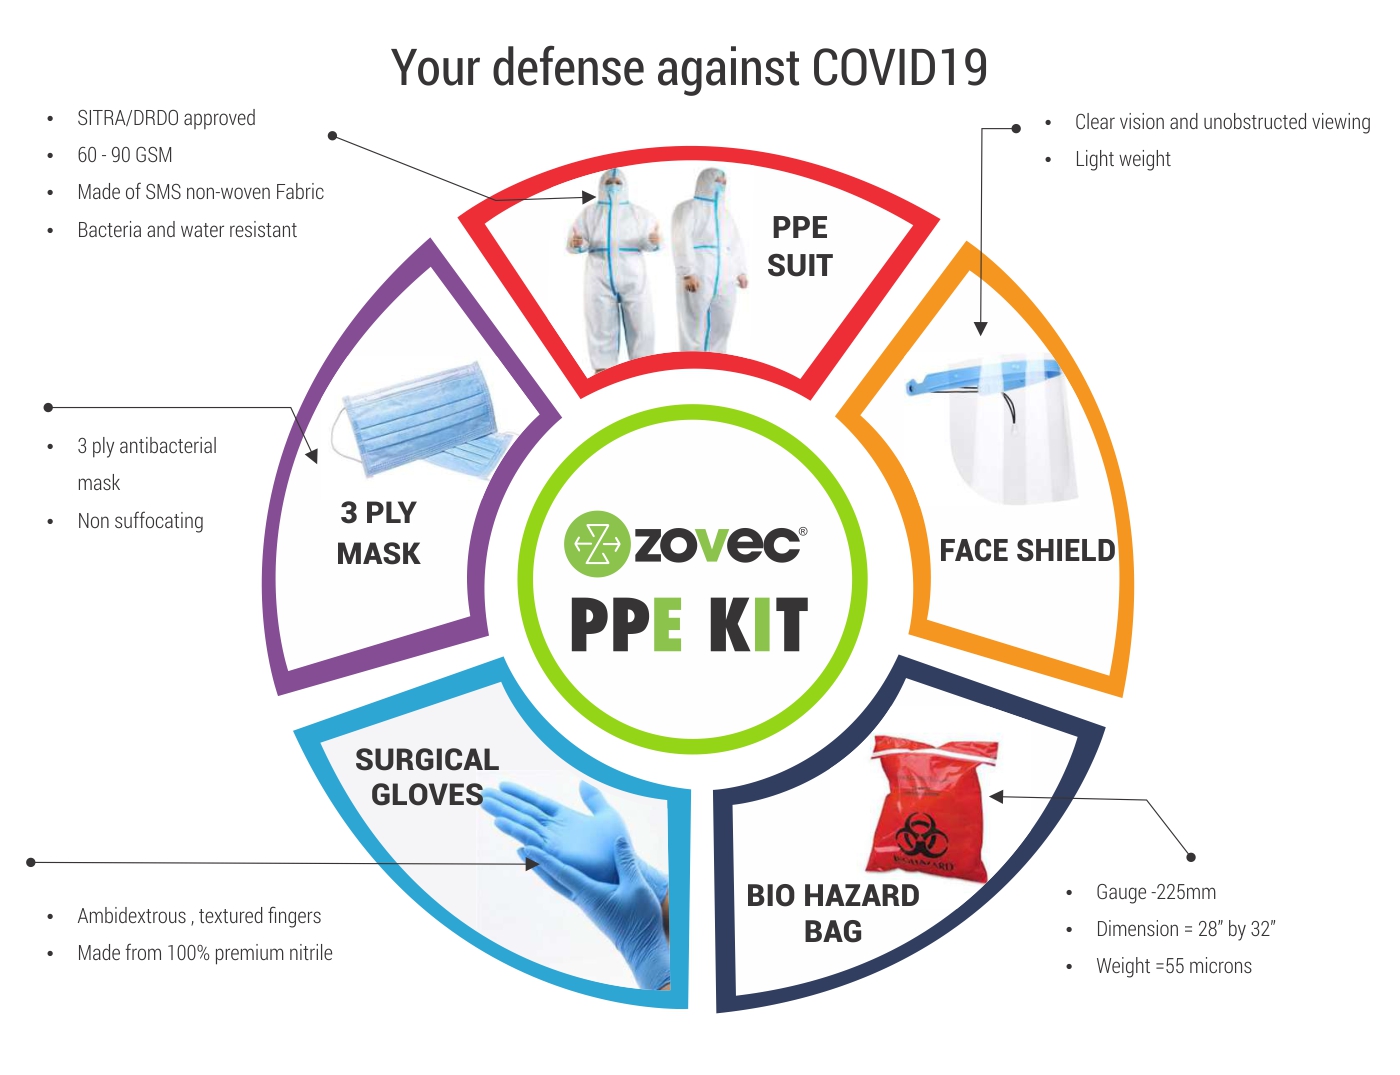 Your defense against COVID19
• SITRA/DRDO approved
• 60 - 90 GSM
• Made of SMS non-woven Fabric
• Bacteria and water resistant
• Clear vision and unobstructed viewing
• Light weight
PPE
SUIT
• 3 ply antibacterial
mask
• Non suffocating
3 PLY
MASK
FACE SHIELD
zovec®
PPE KIT
SURGICAL
GLOVES
• Ambidextrous , textured fingers
• Made from 100% premium nitrile
BIOHAZARD
BIO HAZARD
BAG
• Gauge -225mm
• Dimension = 28” by 32”
• Weight =55 microns